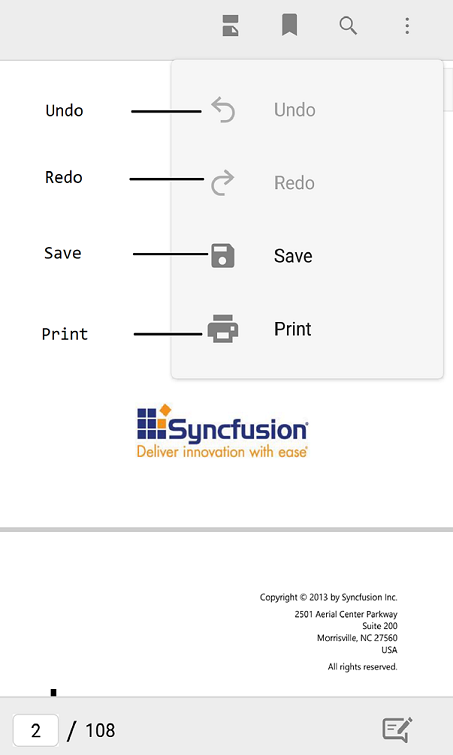 Undo
Undo
Redo
Redo
Save
Save
Print
Print
Syncfusion
Deliver innovation with ease
Copyright © 2013 by Syncfusion Inc.
2501 Aerial Center Parkway
Suite 200
Morrisville, NC 27560
USA
All rights reserved.
2 / 108